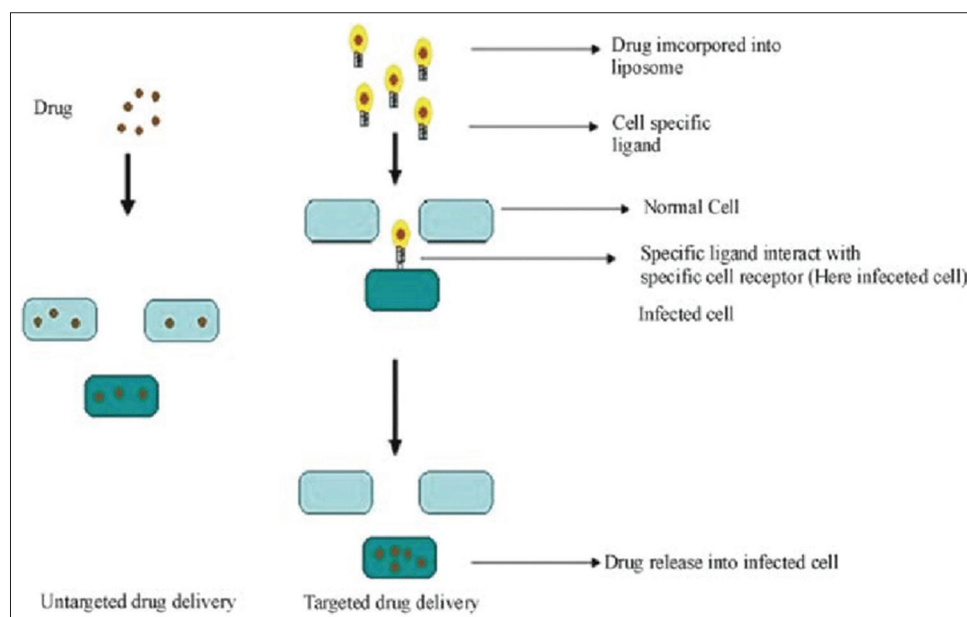 Drug imcorpored into
liposome
Drug
Cell specific
ligand
Normal Cell
Specific ligand interact with
specific cell receptor (Here infeceted cell)
Infected cell
Drug release into infected cell
Untargeted drug delivery
Targeted drug delivery